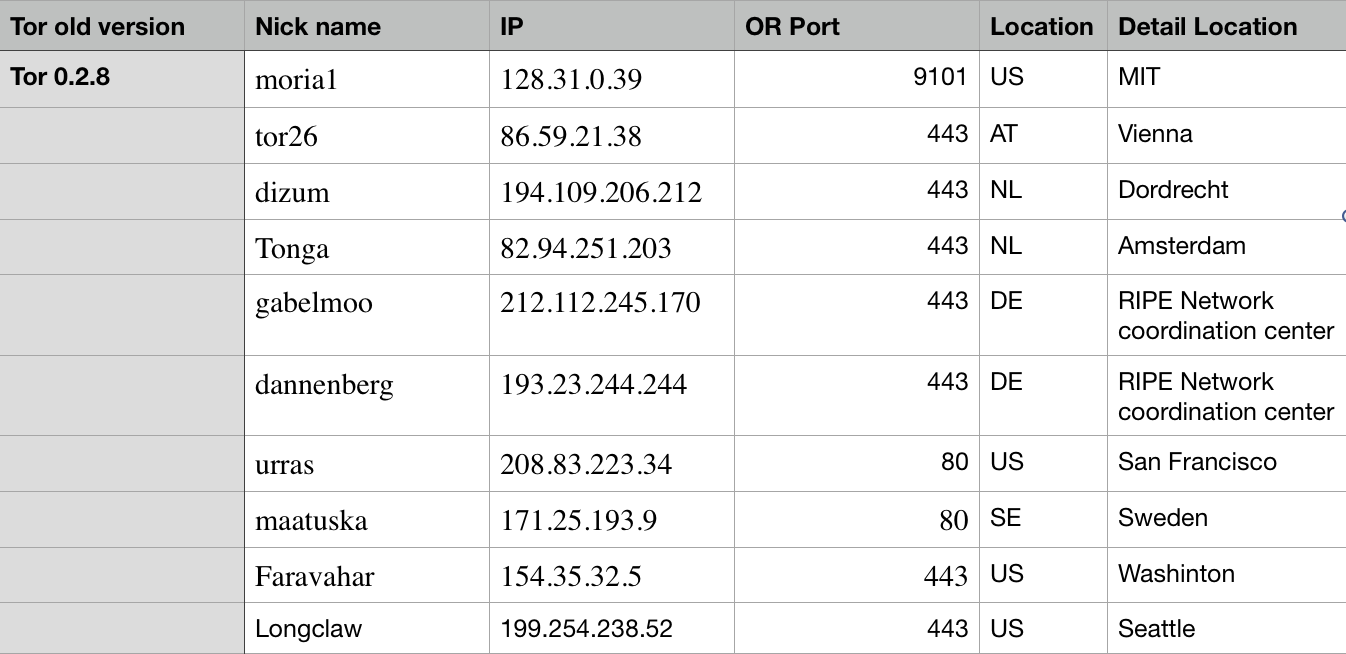 Tor old version Nick name IP OR Port Location Detail Location
Tor 0.2.8 moria1 128.31.0.39 9101 US MIT
tor26 86.59.21.38 443 AT Vienna
dizum 194.109.206.212 443 NL Dordrecht
Tonga 82.94.251.203 443 NL Amsterdam
gabelmoo 212.112.245.170 443 DE RIPE Network
coordination center
dannenberg 193.23.244.244 443 DE RIPE Network
coordination center
urras 208.83.223.34 80 US San Francisco
maatuska 171.25.193.9 80 SE Sweden
Faravahar 154.35.32.5 443 US Washinton
Longclaw 199.254.238.52 443 US Seattle